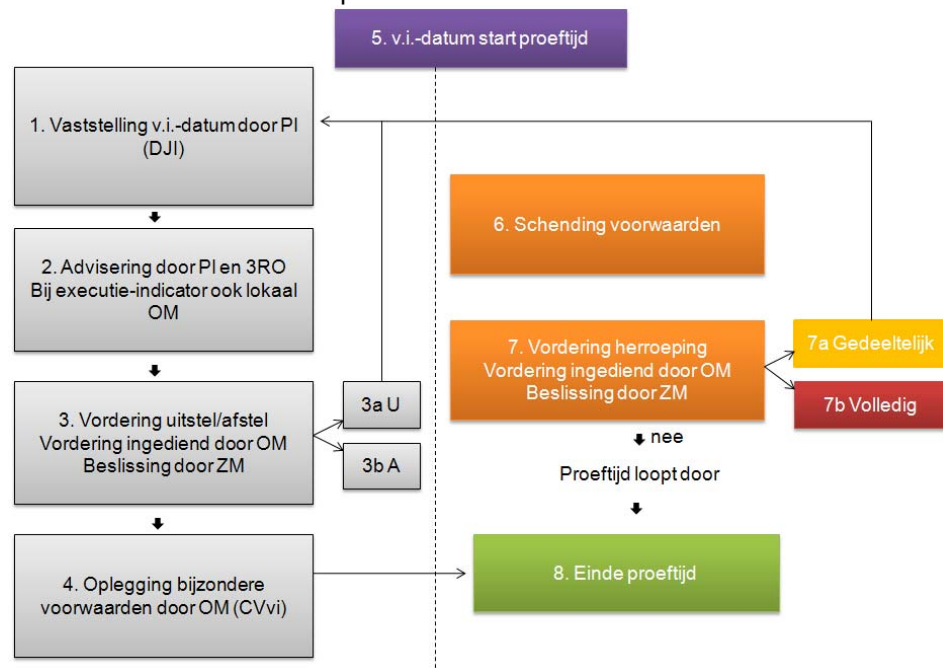 5. v.i.-datum start proeftijd
1. Vaststelling v.i.-datum door PI
(DJI)
2. Advisering door PI en 3RO
Bij executie-indicator ook lokaal
OM
3. Vordering uitstel/afstel
Vordering ingediend door OM
Beslissing door ZM
3a U
3b A
4. Oplegging bijzondere
voorwaarden door OM (CVvi)
6. Schending voorwaarden
7. Vordering herroeping
Vordering ingediend door OM
Beslissing door ZM
7a Gedeeltelijk
7b Volledig
nee
Proeftijd loopt door
8. Einde proeftijd